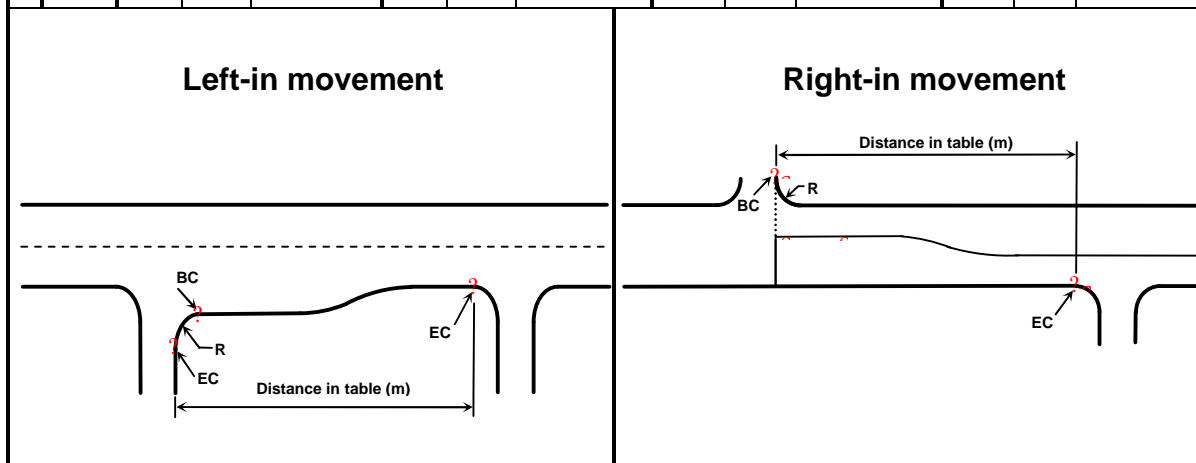 Left-in movement
BC
R
EC
EC
Distance in table (m)
Right-in movement
Distance in table (m)
BC
R
EC